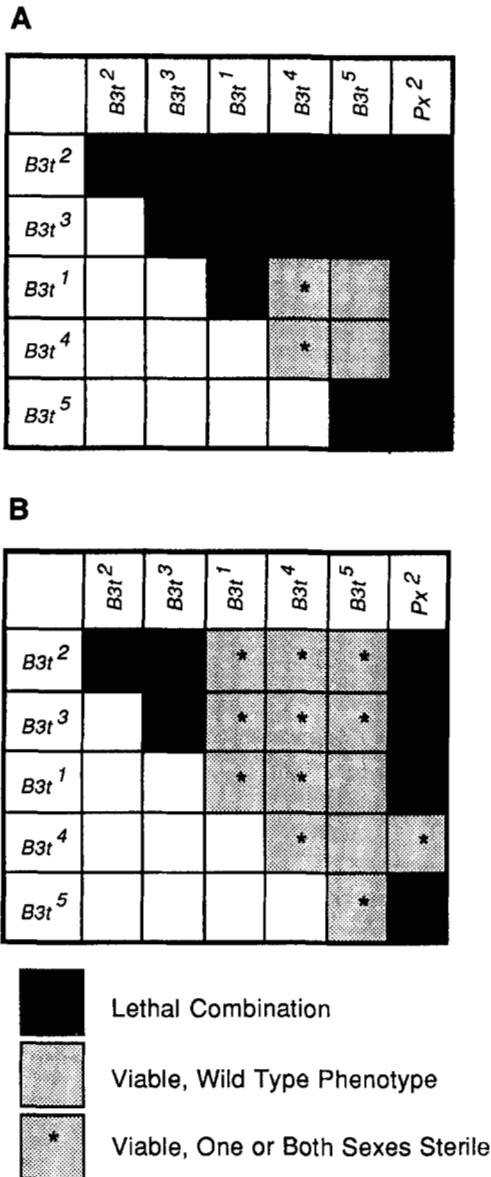 A
B3t² B3t³ B3t¹ B3t⁴ B3t⁵ Px²
B3t²
B3t³
B3t¹ *
B3t⁴ *
B3t⁵
B
B3t² B3t³ B3t¹ B3t⁴ B3t⁵ Px²
B3t² * * *
B3t³ * * *
B3t¹ * *
B3t⁴ * *
B3t⁵ *
Lethal Combination
Viable, Wild Type Phenotype
* Viable, One or Both Sexes Sterile